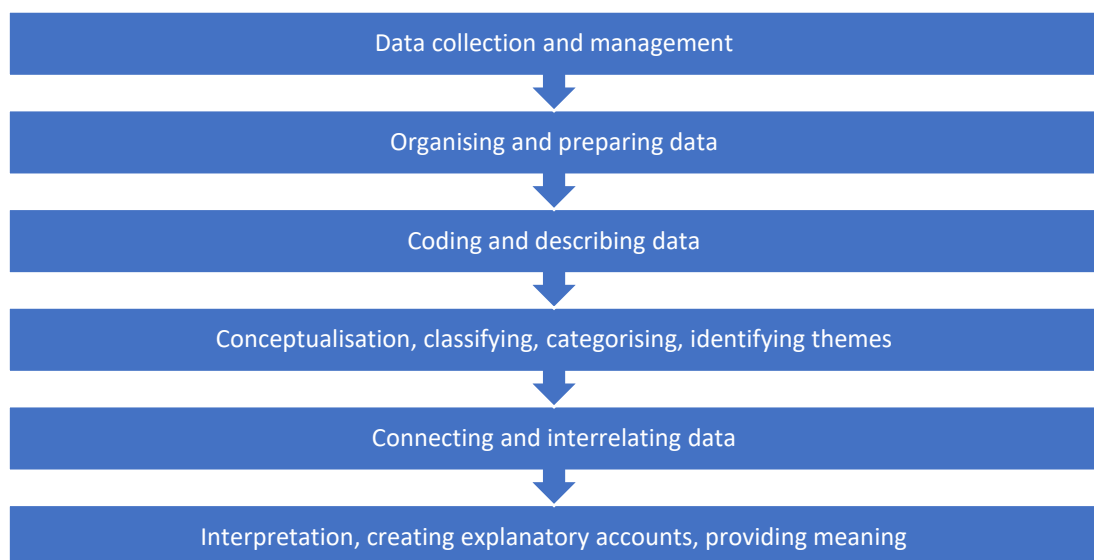 Data collection and management
Organising and preparing data
Coding and describing data
Conceptualisation, classifying, categorising, identifying themes
Connecting and interrelating data
Interpretation, creating explanatory accounts, providing meaning